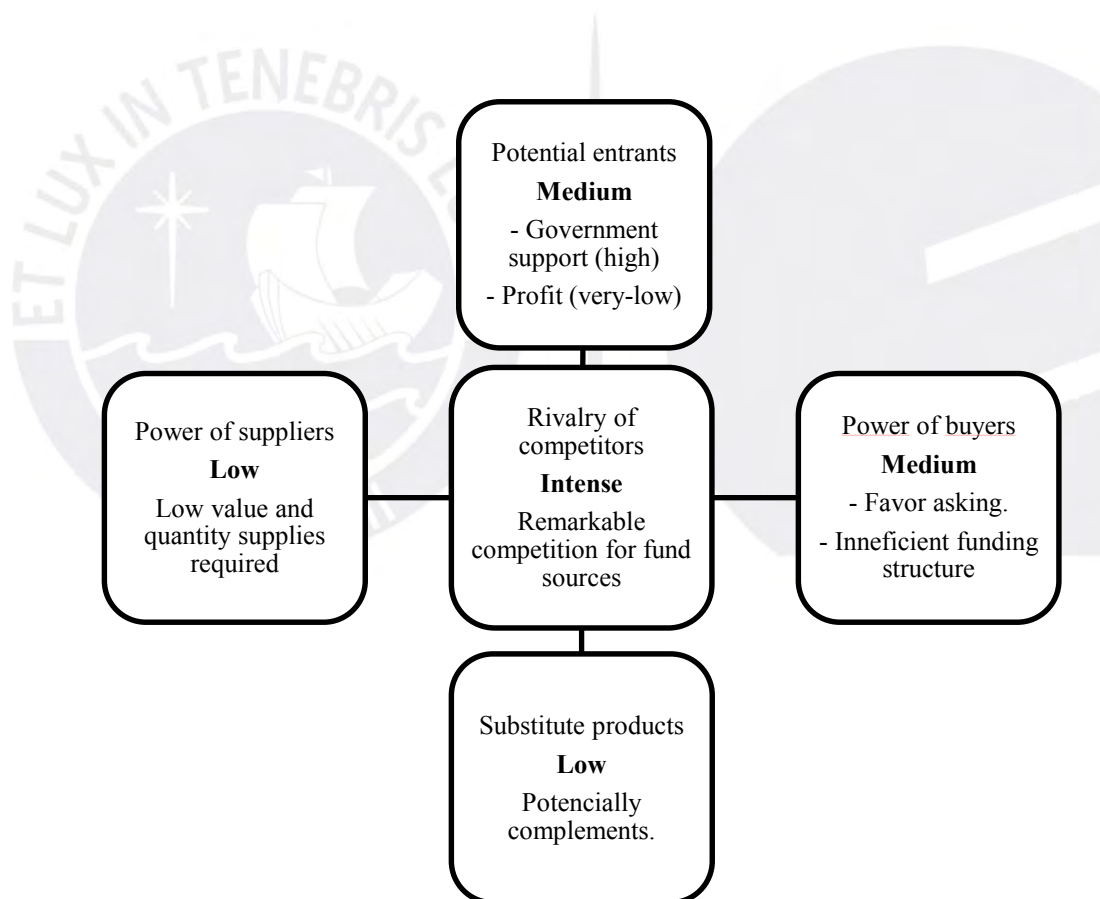 ET LUX IN TENEBRIS
Potential entrants
Medium
- Government
support (high)
- Profit (very-low)
Power of suppliers
Low
Low value and
quantity supplies
required
Rivalry of
competitors
Intense
Remarkable
competition for fund
sources
Power of buyers
Medium
- Favor asking.
- Inneficient funding
structure
Substitute products
Low
Potencially
complements.